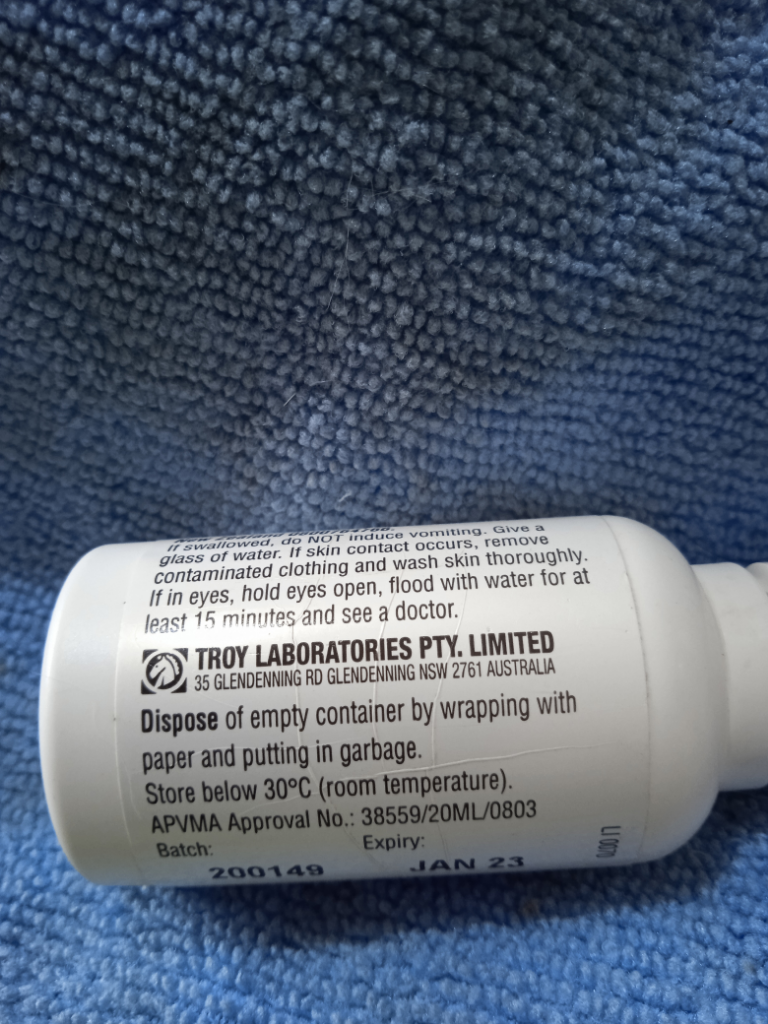 If swallowed, do NOT induce vomiting. Give a
glass of water. If skin contact occurs, remove
contaminated clothing and wash skin thoroughly.
If in eyes, hold eyes open, flood with water for at
least 15 minutes and see a doctor.
TROY LABORATORIES PTY. LIMITED
35 GLENDENNING RD GLENDENNING NSW 2761 AUSTRALIA
Dispose of empty container by wrapping with
paper and putting in garbage.
Store below 30°C (room temperature).
APVMA Approval No.: 38559/20ML/0803
Batch: Expiry:
200149 JAN 23
LI 0070